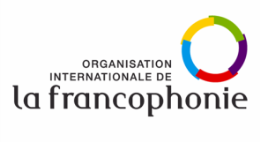 ORGANISATION
INTERNATIONALE DE
la francophonie